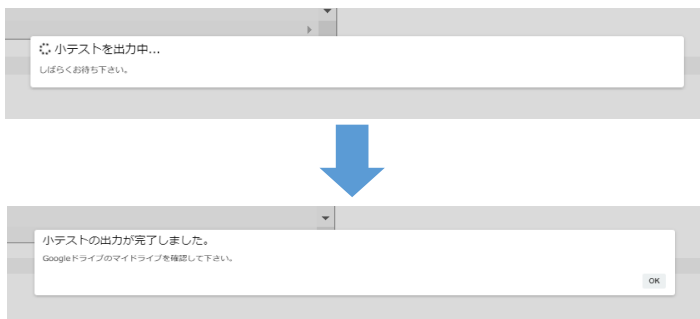 小テストを出力中...
しばらくお待ち下さい。
小テストの出力が完了しました。
Googleドライブのマイドライブを確認して下さい。
OK